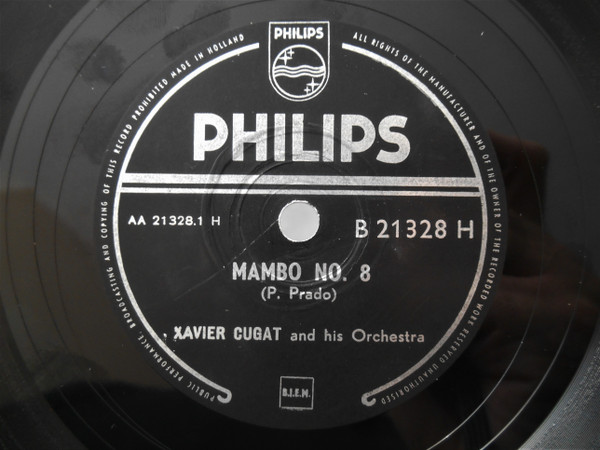 PHILIPS
MADE IN HOLLAND
ALL RIGHTS OF THE MANUFACTURER AND OF THE OWNER OF THE RECORDED WORK RESERVED UNAUTHORISED
PUBLIC PERFORMANCE, BROADCASTING AND COPYING OF THIS RECORD PROHIBITED
PHILIPS
AA 21328.1 H
B 21328 H
MAMBO NO. 8
(P. Prado)
XAVIER CUGAT and his Orchestra
B.I.E.M.